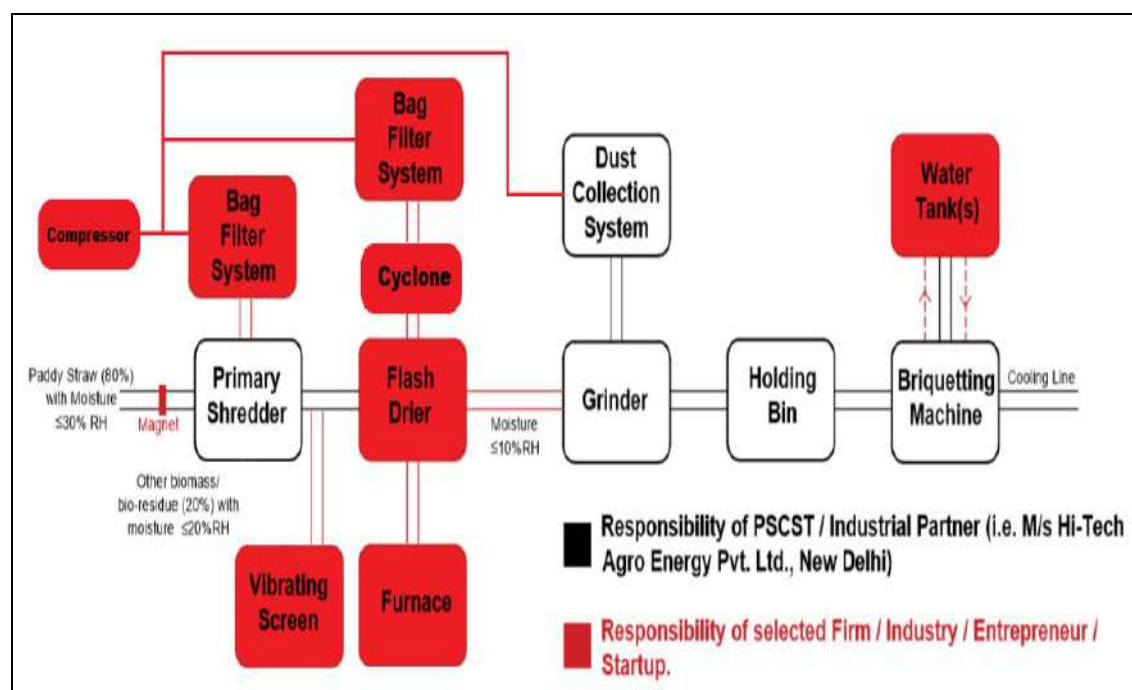 Bag
Filter
System
Dust
Collection
System
Water
Tank(s)
Compressor
Bag
Filter
System
Cyclone
Paddy Straw (80%)
with Moisture
≤30% RH
Magnet
Primary
Shredder
Flash
Drier
Moisture
≤10%RH
Grinder
Holding
Bin
Briquetting
Machine
Cooling Line
Other biomass/
bio-residue (20%) with
moisture ≤20%RH
Vibrating
Screen
Furnace
Responsibility of PSCST / Industrial Partner (i.e. M/s Hi-Tech
Agro Energy Pvt. Ltd., New Delhi)
Responsibility of selected Firm / Industry / Entrepreneur /
Startup.